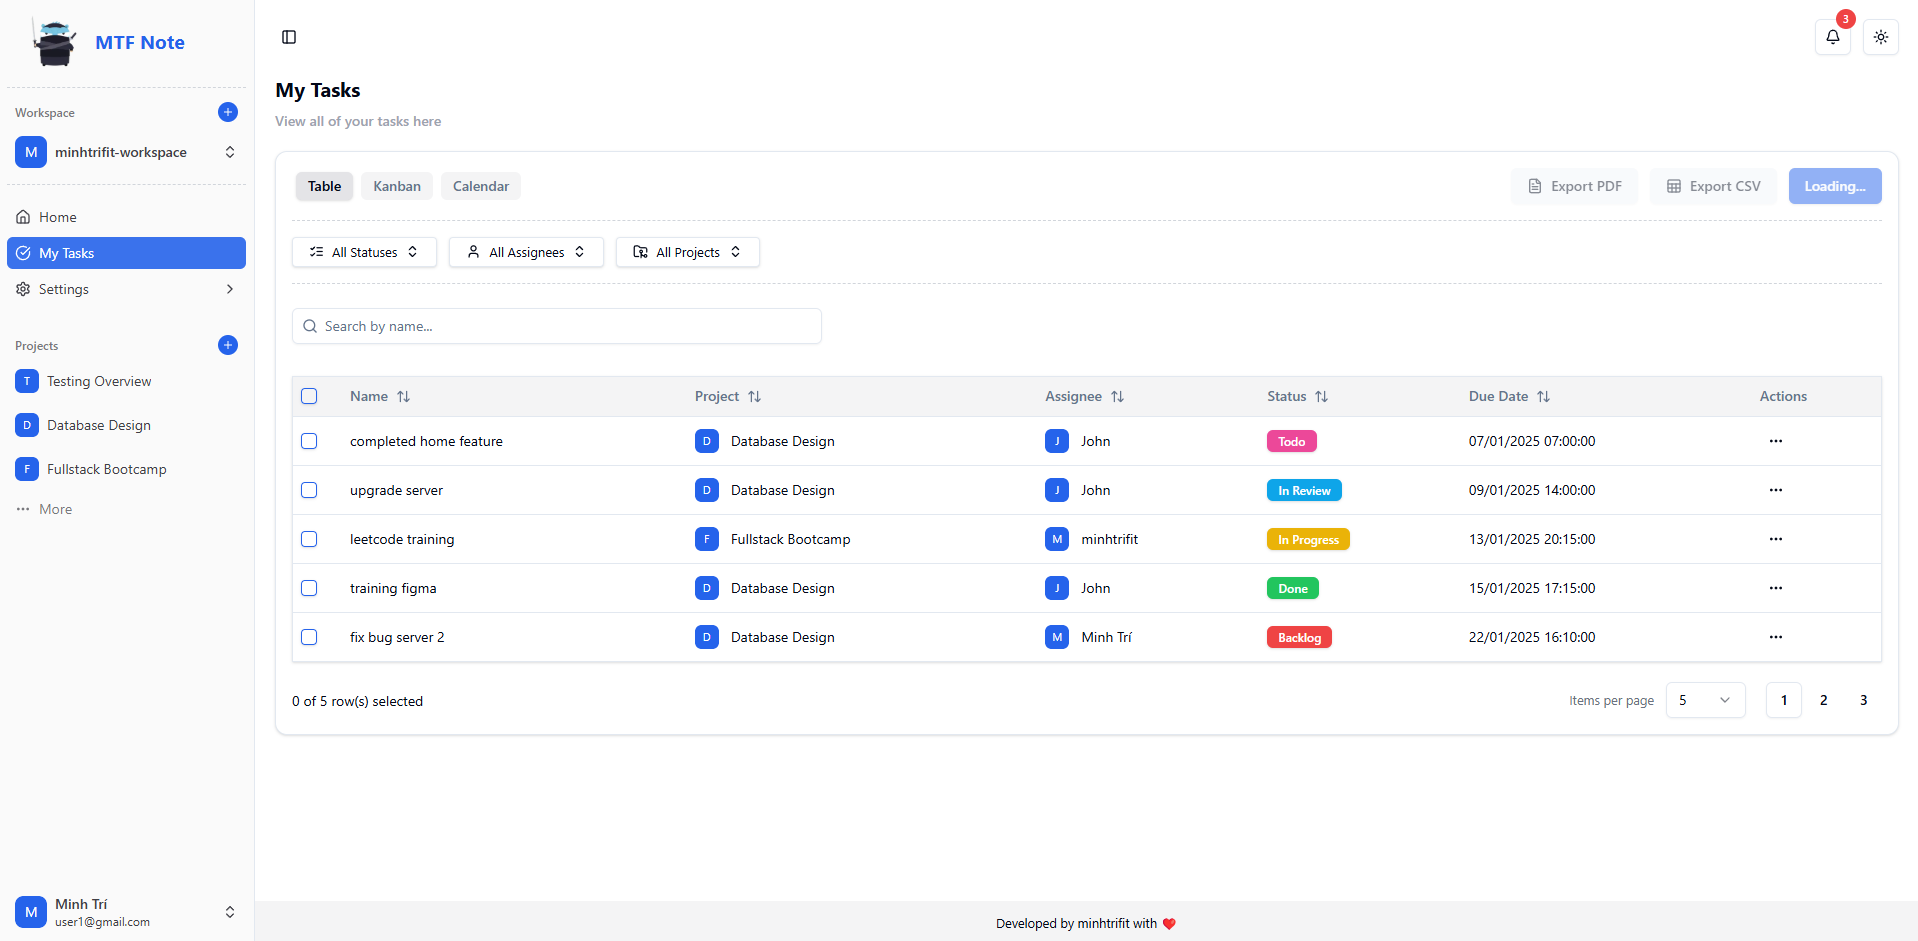 MTF Note
Workspace
M minhtrifit-workspace
Home
My Tasks
Settings
Projects
T Testing Overview
D Database Design
F Fullstack Bootcamp
More
M Minh Trí
user1@gmail.com
3
My Tasks
View all of your tasks here
Table Kanban Calendar Export PDF Export CSV Loading...
All Statuses All Assignees All Projects
Search by name...
Name Project Assignee Status Due Date Actions
completed home feature D Database Design J John Todo 07/01/2025 07:00:00
upgrade server D Database Design J John In Review 09/01/2025 14:00:00
leetcode training F Fullstack Bootcamp M minhtrifit In Progress 13/01/2025 20:15:00
training figma D Database Design J John Done 15/01/2025 17:15:00
fix bug server 2 D Database Design M Minh Trí Backlog 22/01/2025 16:10:00
0 of 5 row(s) selected Items per page 5 1 2 3
Developed by minhtrifit with ❤️